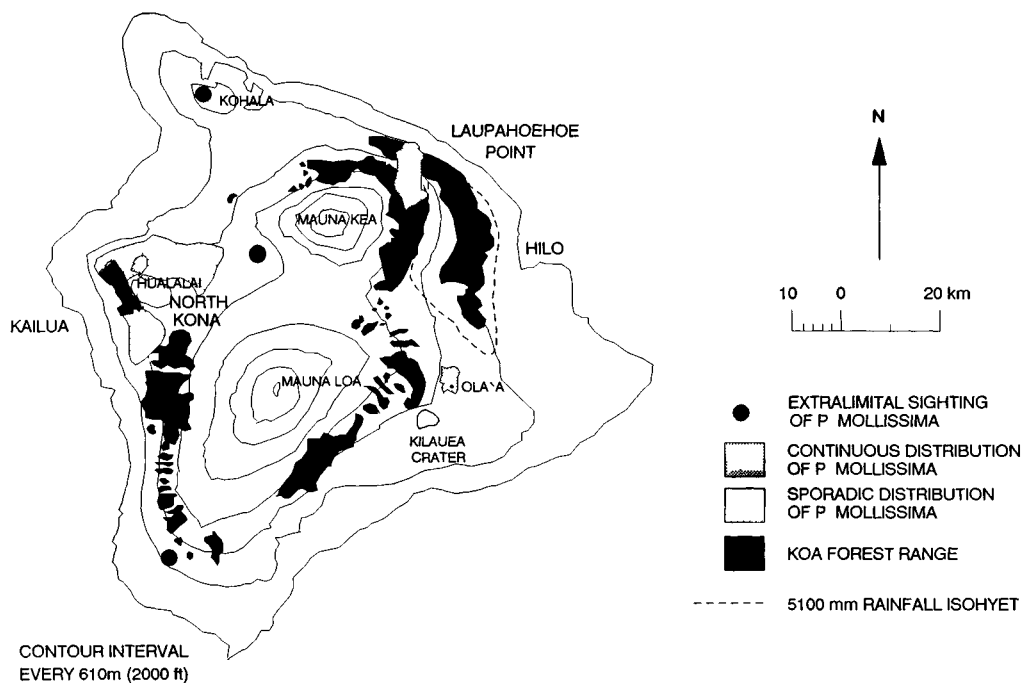 KOHALA
LAUPAHOEHOE
POINT
N
MAUNA KEA
HILO
HUALALAI
NORTH
KONA
KAILUA
10 0 20 km
MAUNA LOA
OLA`A
KILAUEA
CRATER
EXTRALIMITAL SIGHTING
OF P MOLLISSIMA
CONTINUOUS DISTRIBUTION
OF P MOLLISSIMA
SPORADIC DISTRIBUTION
OF P MOLLISSIMA
KOA FOREST RANGE
5100 mm RAINFALL ISOHYET
CONTOUR INTERVAL
EVERY 610m (2000 ft)